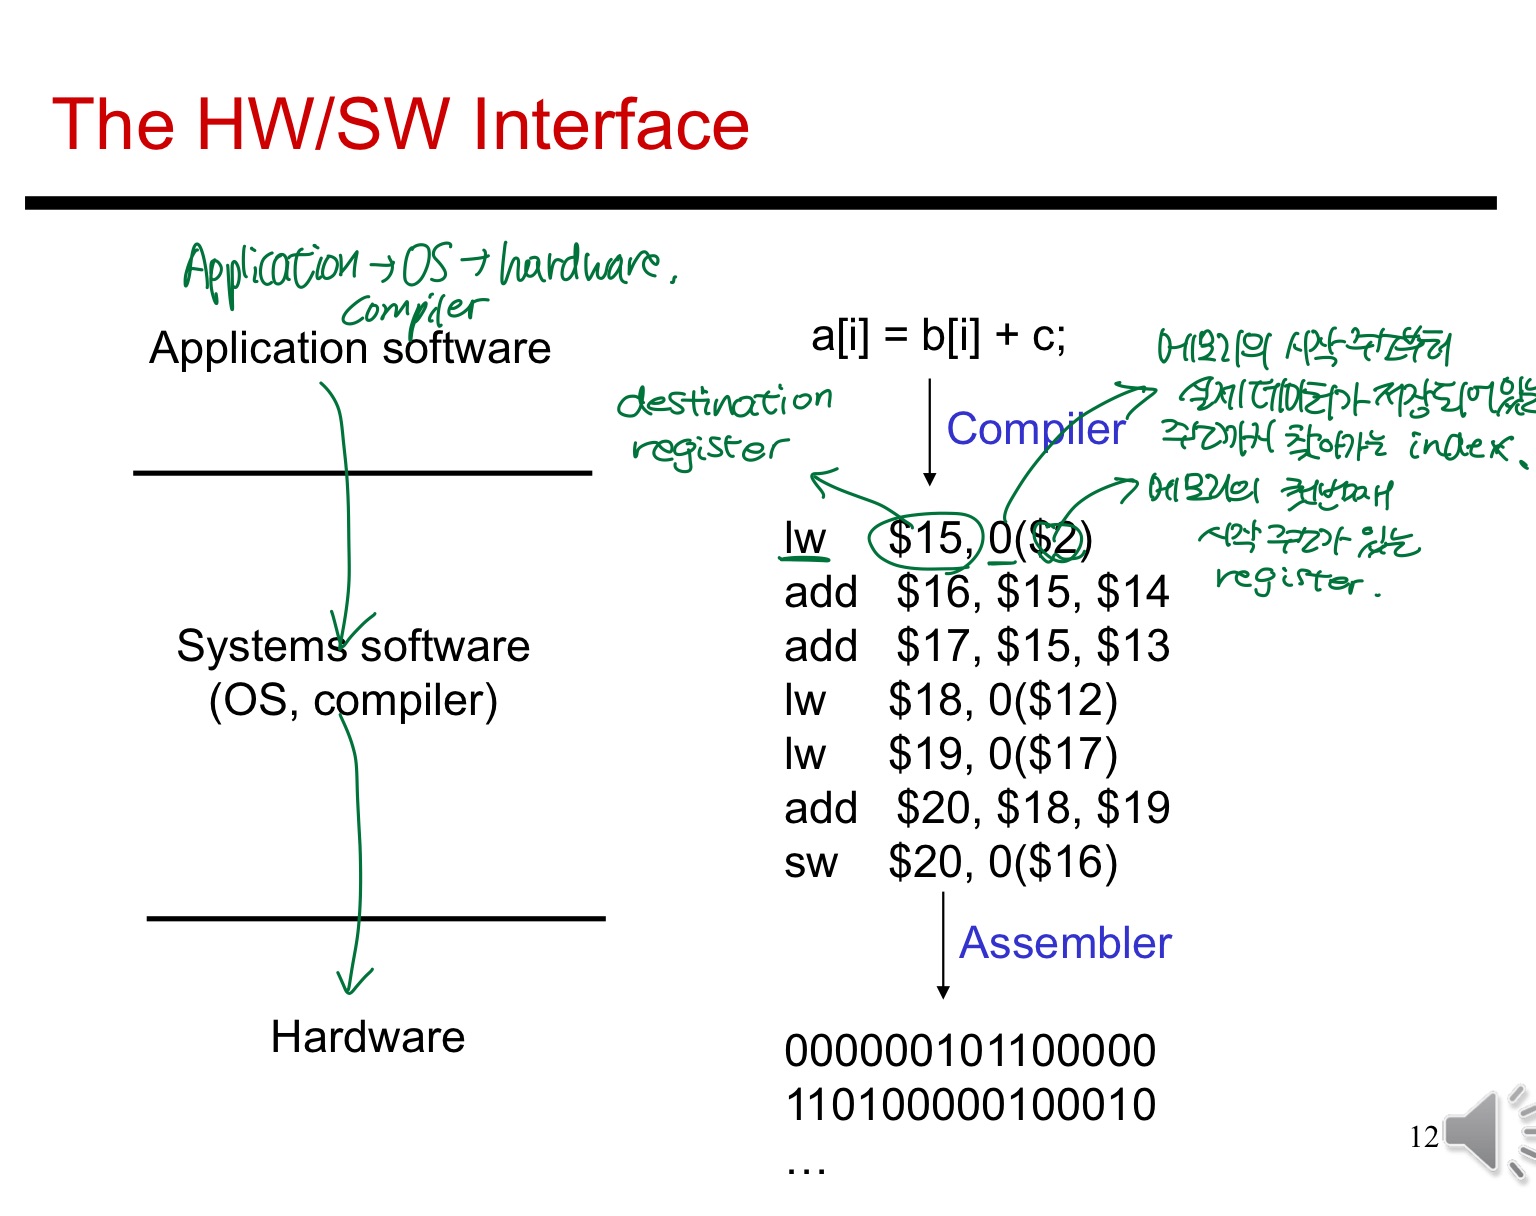 The HW/SW Interface
Application → OS → hardware.
compiler
Application software
Systems software
(OS, compiler)
Hardware
a[i] = b[i] + c;
Compiler
destination
register
메모리의 시작 주소부터
실제 데이터가 저장되어있는
주소까지 찾아가는 index.
메모리의 첫번째
시작 주소가 있는
register.
lw $15, 0($2)
add $16, $15, $14
add $17, $15, $13
lw $18, 0($12)
lw $19, 0($17)
add $20, $18, $19
sw $20, 0($16)
Assembler
000000101100000
110100000100010
…
12